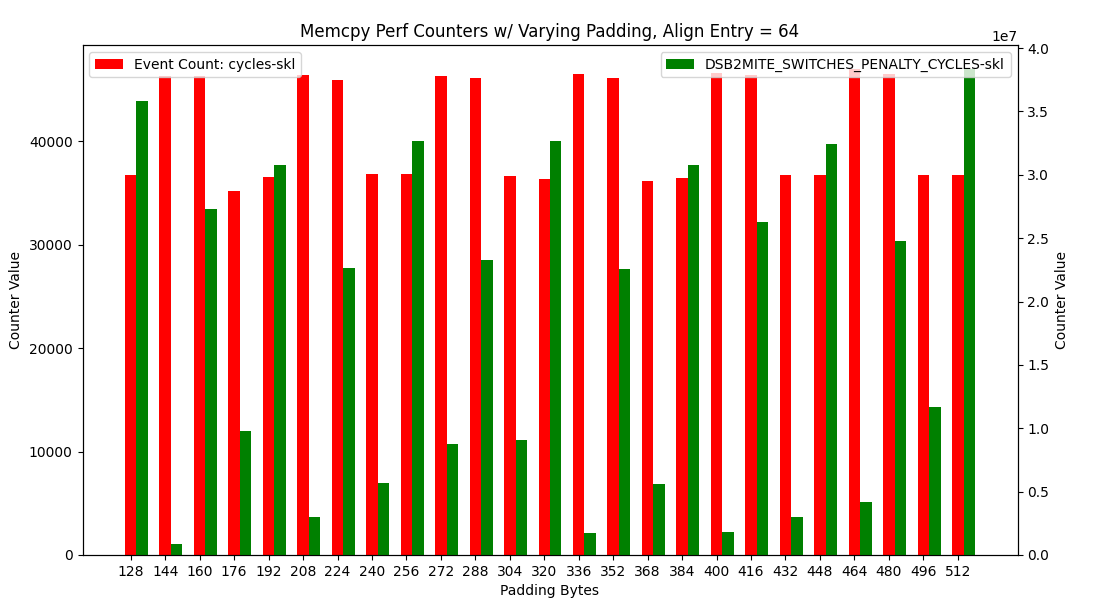 Memcpy Perf Counters w/ Varying Padding, Align Entry = 64
1e7
Event Count: cycles-skl
DSB2MITE_SWITCHES_PENALTY_CYCLES-skl
Counter Value
40000
30000
20000
10000
0
4.0
3.5
3.0
2.5
2.0
1.5
1.0
0.5
0.0
Counter Value
128 144 160 176 192 208 224 240 256 272 288 304 320 336 352 368 384 400 416 432 448 464 480 496 512
Padding Bytes